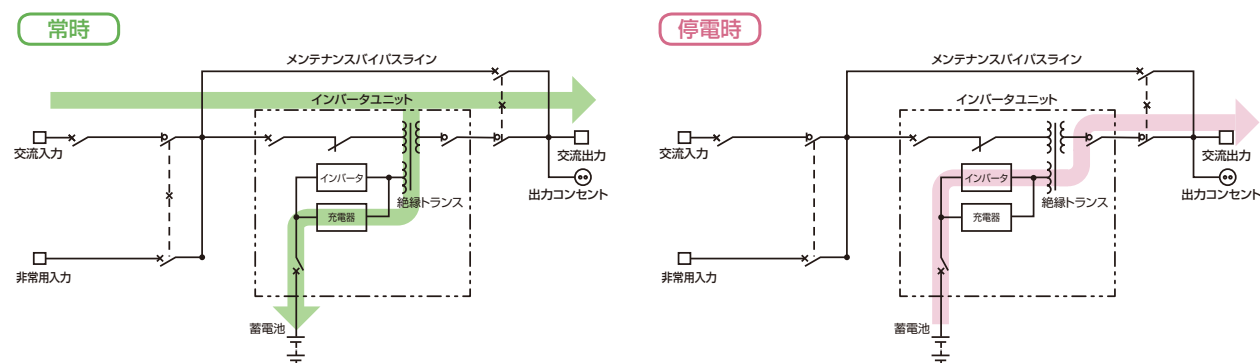 常時
メンテナンスバイパスライン
インバータユニット
交流入力
交流出力
インバータ
出力コンセント
絶縁トランス
充電器
非常用入力
蓄電池
停電時
メンテナンスバイパスライン
インバータユニット
交流入力
交流出力
インバータ
出力コンセント
絶縁トランス
充電器
非常用入力
蓄電池